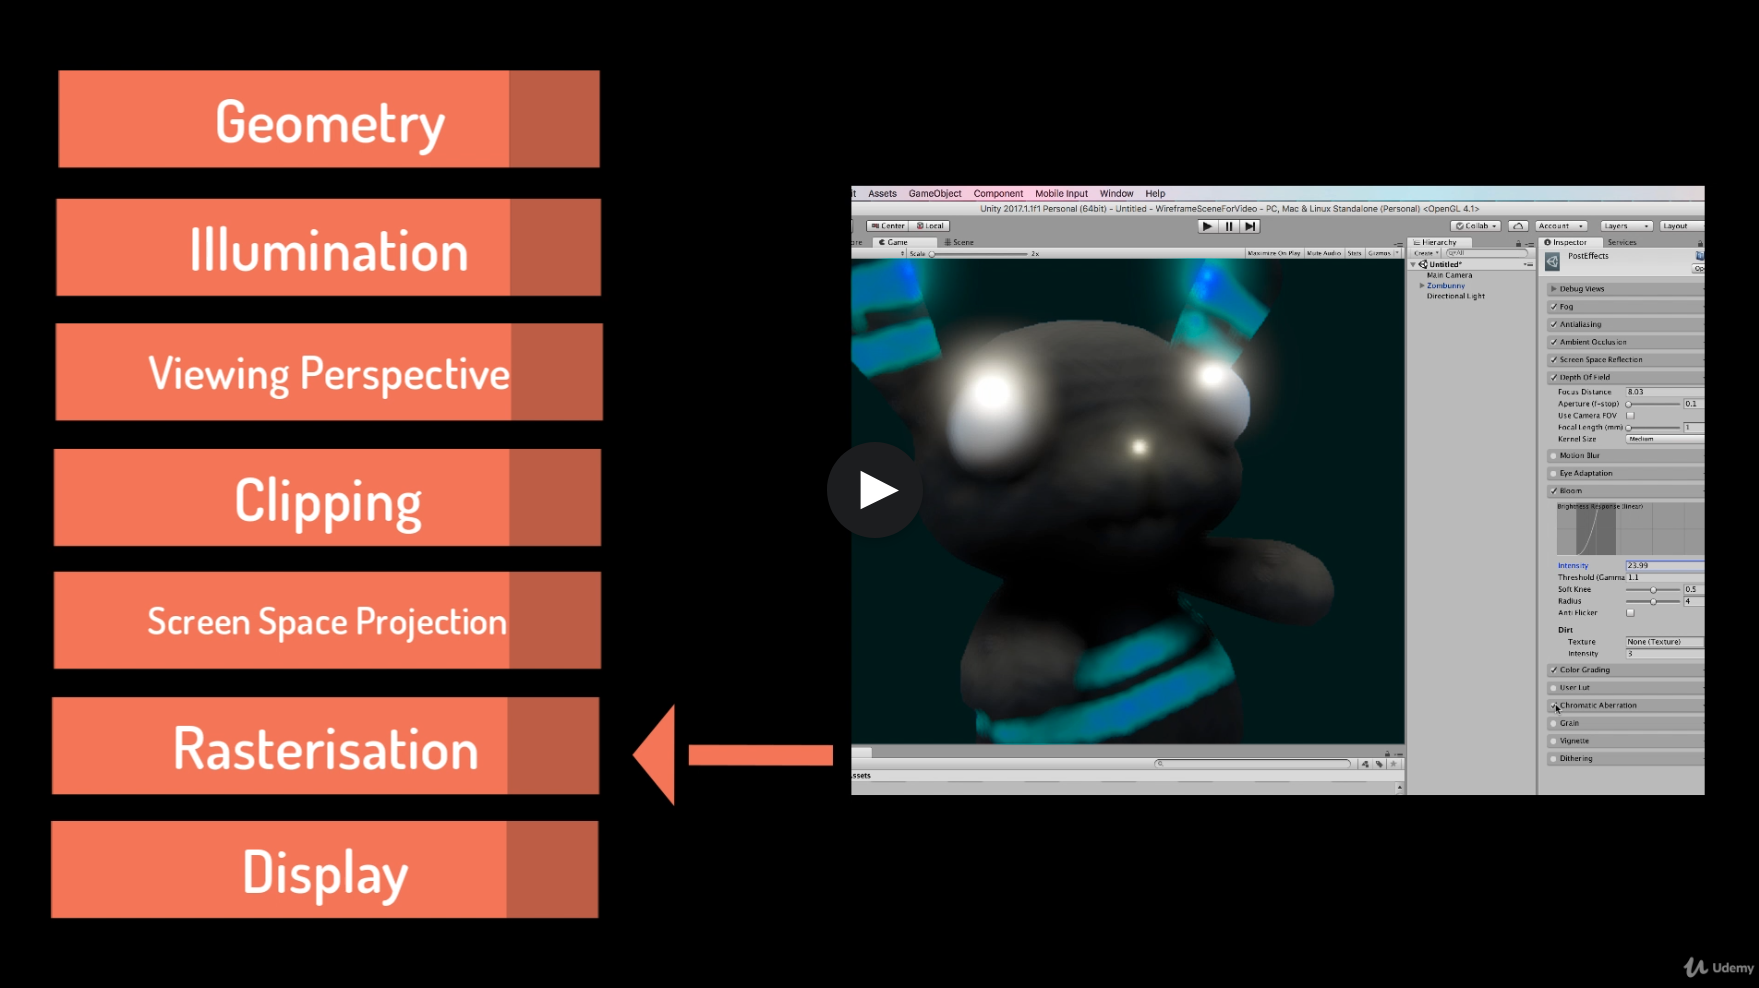 Geometry
Illumination
Viewing Perspective
Clipping
Screen Space Projection
Rasterisation
Display
t Assets GameObject Component Mobile Input Window Help
Unity 2017.1.1f1 Personal (64bit) - Untitled - WireframeSceneForVideo - PC, Mac & Linux Standalone (Personal) <OpenGL 4.1>
Center Local
Collab Account Layers Layout
ore Game Scene
Scale 2x
Maximize On Play Mute Audio Stats Gizmos
Hierarchy
Create All
Untitled*
Main Camera
Zombunny
Directional Light
Inspector Services
PostEffects
Op
Debug Views
Fog
Antialiasing
Ambient Occlusion
Screen Space Reflection
Depth Of Field
Focus Distance 8.03
Aperture (f-stop) 0.1
Use Camera FOV
Focal Length (mm) 1
Kernel Size Medium
Motion Blur
Eye Adaptation
Bloom
Brightness Response (linear)
Intensity 23.99
Threshold (Gamma 1.1
Soft Knee 0.5
Radius 4
Anti Flicker
Dirt
Texture None (Texture)
Intensity 3
Color Grading
User Lut
Chromatic Aberration
Grain
Vignette
Dithering
ssets
Udemy